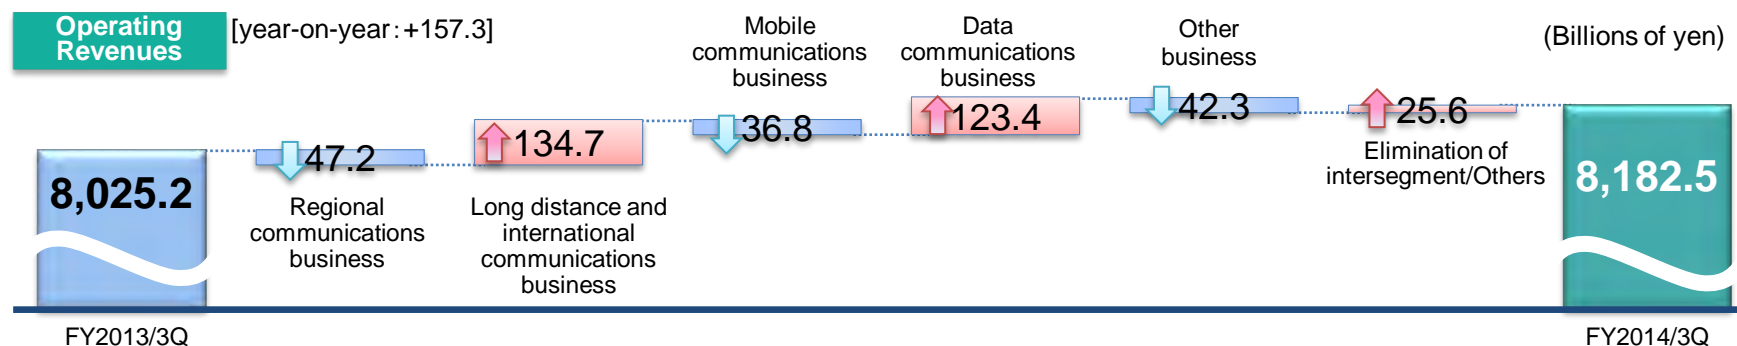 Operating
Revenues
[year-on-year:+157.3]
(Billions of yen)
8,025.2
FY2013/3Q
47.2
Regional
communications
business
134.7
Long distance and
international
communications
business
Mobile
communications
business
36.8
Data
communications
business
123.4
Other
business
42.3
25.6
Elimination of
intersegment/Others
8,182.5
FY2014/3Q